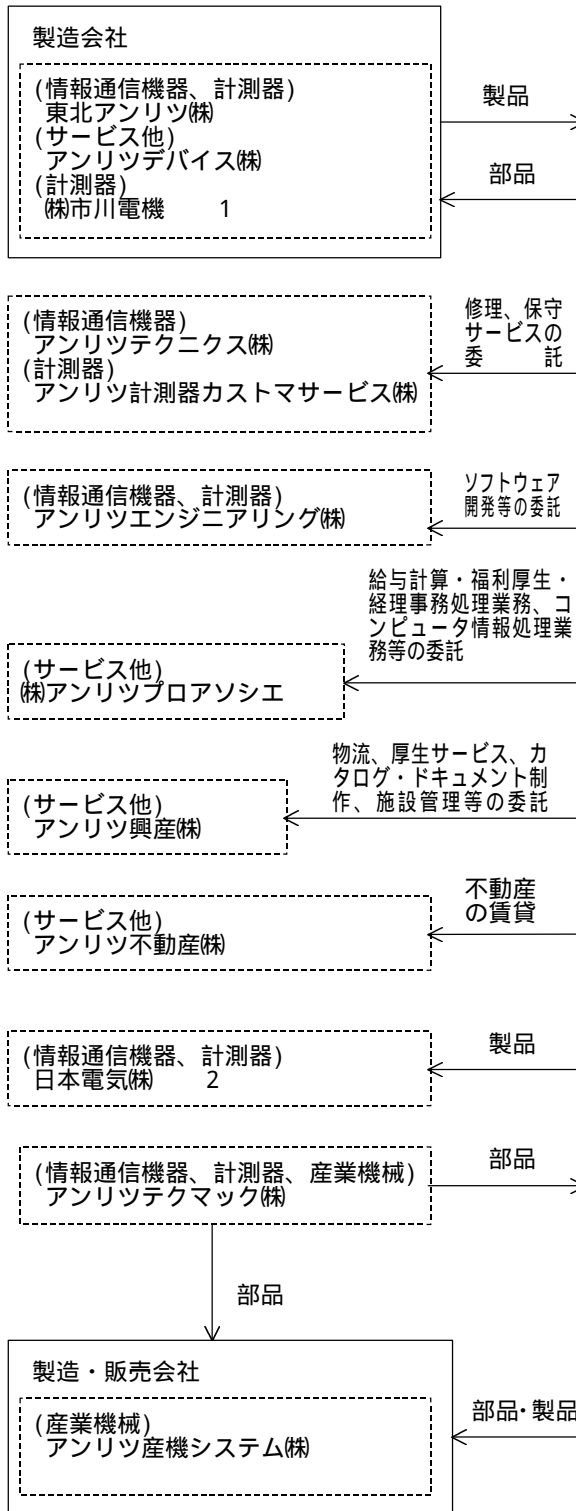 製造会社
(情報通信機器、計測器)
東北アンリツ㈱
(サービス他)
アンリツデバイス㈱
(計測器)
㈱市川電機 1
製品
部品
(情報通信機器)
アンリツテクニクス㈱
(計測器)
アンリツ計測器カストマサービス㈱
修理、保守
サービスの
委 託
(情報通信機器、計測器)
アンリツエンジニアリング㈱
ソフトウェア
開発等の委託
給与計算・福利厚生・
経理事務処理業務、コ
ンピュータ情報処理業
務等の委託
(サービス他)
㈱アンリツプロアソシエ
物流、厚生サービス、カ
タログ・ドキュメント制
作、施設管理等の委託
(サービス他)
アンリツ興産㈱
(サービス他)
アンリツ不動産㈱
不動産
の賃貸
(情報通信機器、計測器)
日本電気㈱ 2
製品
(情報通信機器、計測器、産業機械)
アンリツテクマック㈱
部品
部品
製造・販売会社
(産業機械)
アンリツ産機システム㈱
部品・製品